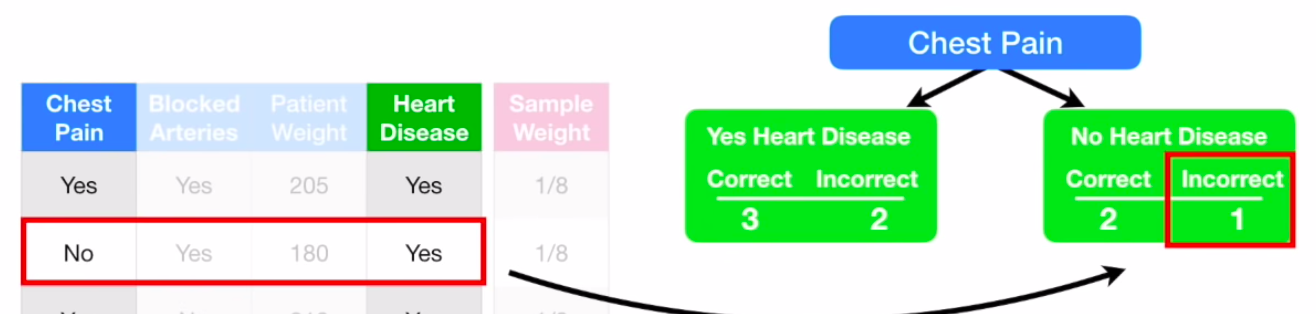 Chest Pain
Chest Pain
Blocked Arteries
Patient Weight
Heart Disease
Sample Weight
Yes Yes 205 Yes 1/8
No Yes 180 Yes 1/8
Yes Heart Disease
Correct Incorrect
3 2
No Heart Disease
Correct Incorrect
2 1